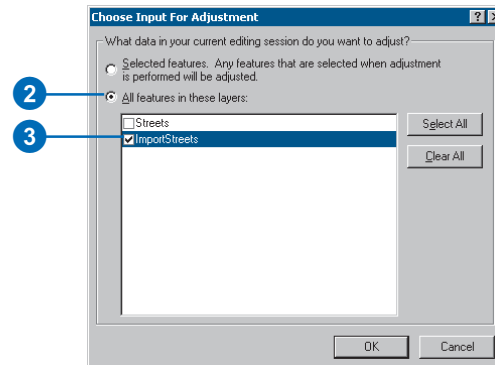 Choose Input For Adjustment
What data in your current editing session do you want to adjust?
Selected features. Any features that are selected when adjustment
is performed will be adjusted.
2
All features in these layers:
Streets
Select All
3
ImportStreets
Clear All
OK
Cancel